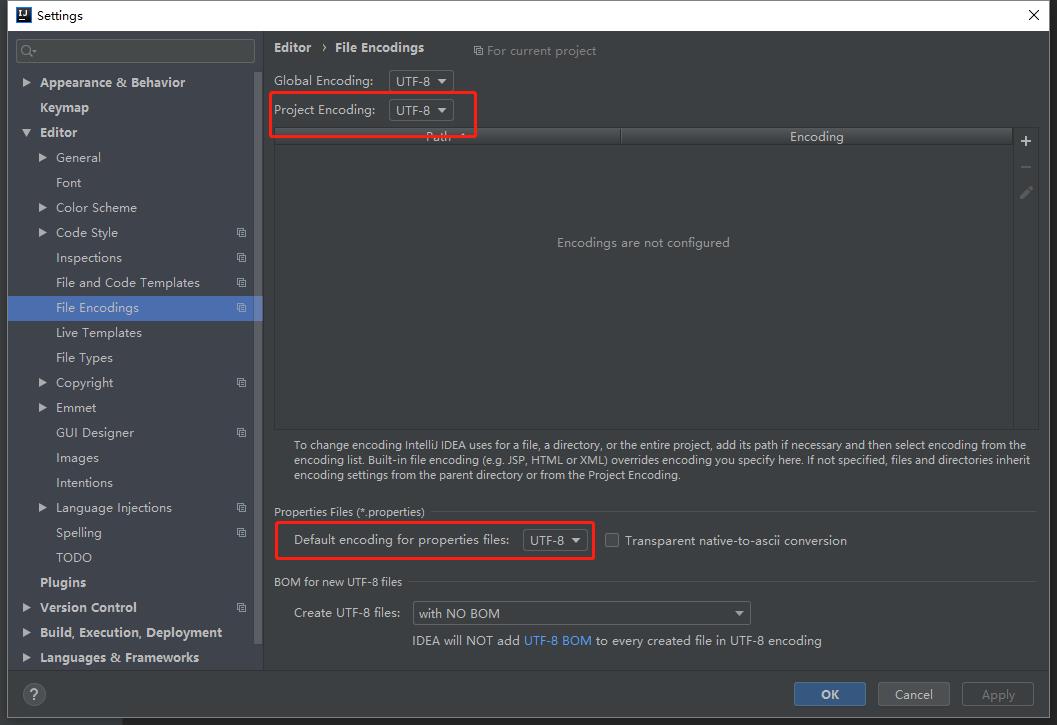 IJ Settings
Editor › File Encodings For current project
Appearance & Behavior
Keymap
Editor
General
Font
Color Scheme
Code Style
Inspections
File and Code Templates
File Encodings
Live Templates
File Types
Copyright
Emmet
GUI Designer
Images
Intentions
Language Injections
Spelling
TODO
Plugins
Version Control
Build, Execution, Deployment
Languages & Frameworks
Global Encoding: UTF-8
Project Encoding: UTF-8
Path Encoding
Encodings are not configured
To change encoding IntelliJ IDEA uses for a file, a directory, or the entire project, add its path if necessary and then select encoding from the
encoding list. Built-in file encoding (e.g. JSP, HTML or XML) overrides encoding you specify here. If not specified, files and directories inherit
encoding settings from the parent directory or from the Project Encoding.
Properties Files (*.properties)
Default encoding for properties files: UTF-8 Transparent native-to-ascii conversion
BOM for new UTF-8 files
Create UTF-8 files: with NO BOM
IDEA will NOT add UTF-8 BOM to every created file in UTF-8 encoding
? OK Cancel Apply